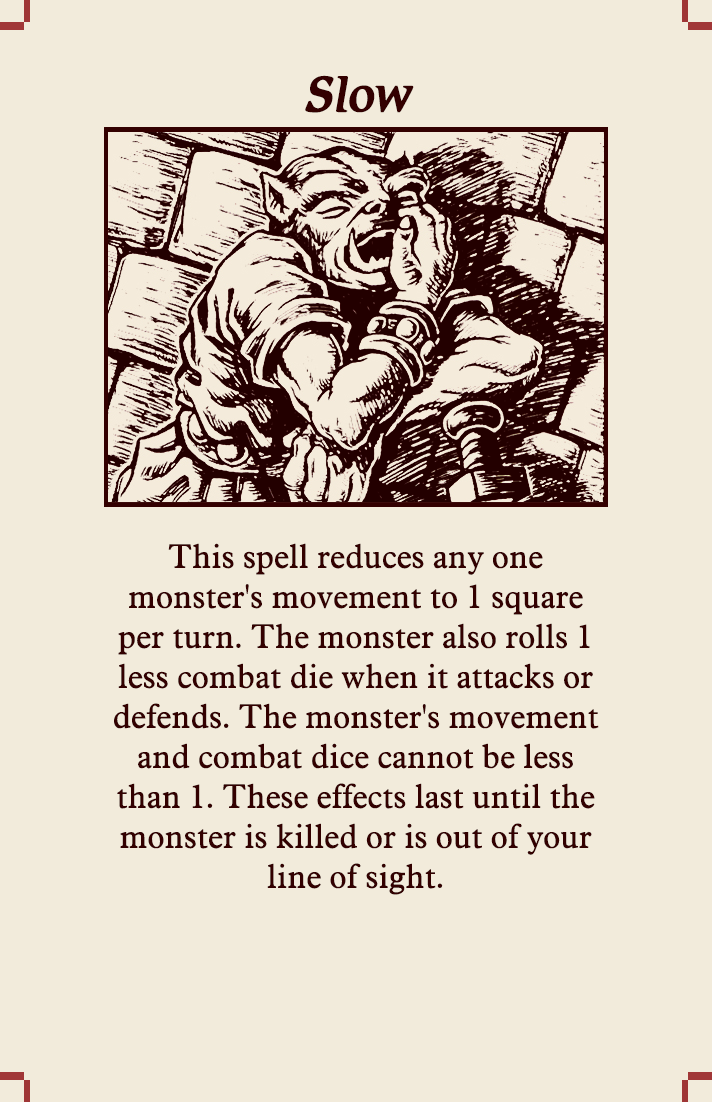 Slow
This spell reduces any one
monster's movement to 1 square
per turn. The monster also rolls 1
less combat die when it attacks or
defends. The monster's movement
and combat dice cannot be less
than 1. These effects last until the
monster is killed or is out of your
line of sight.